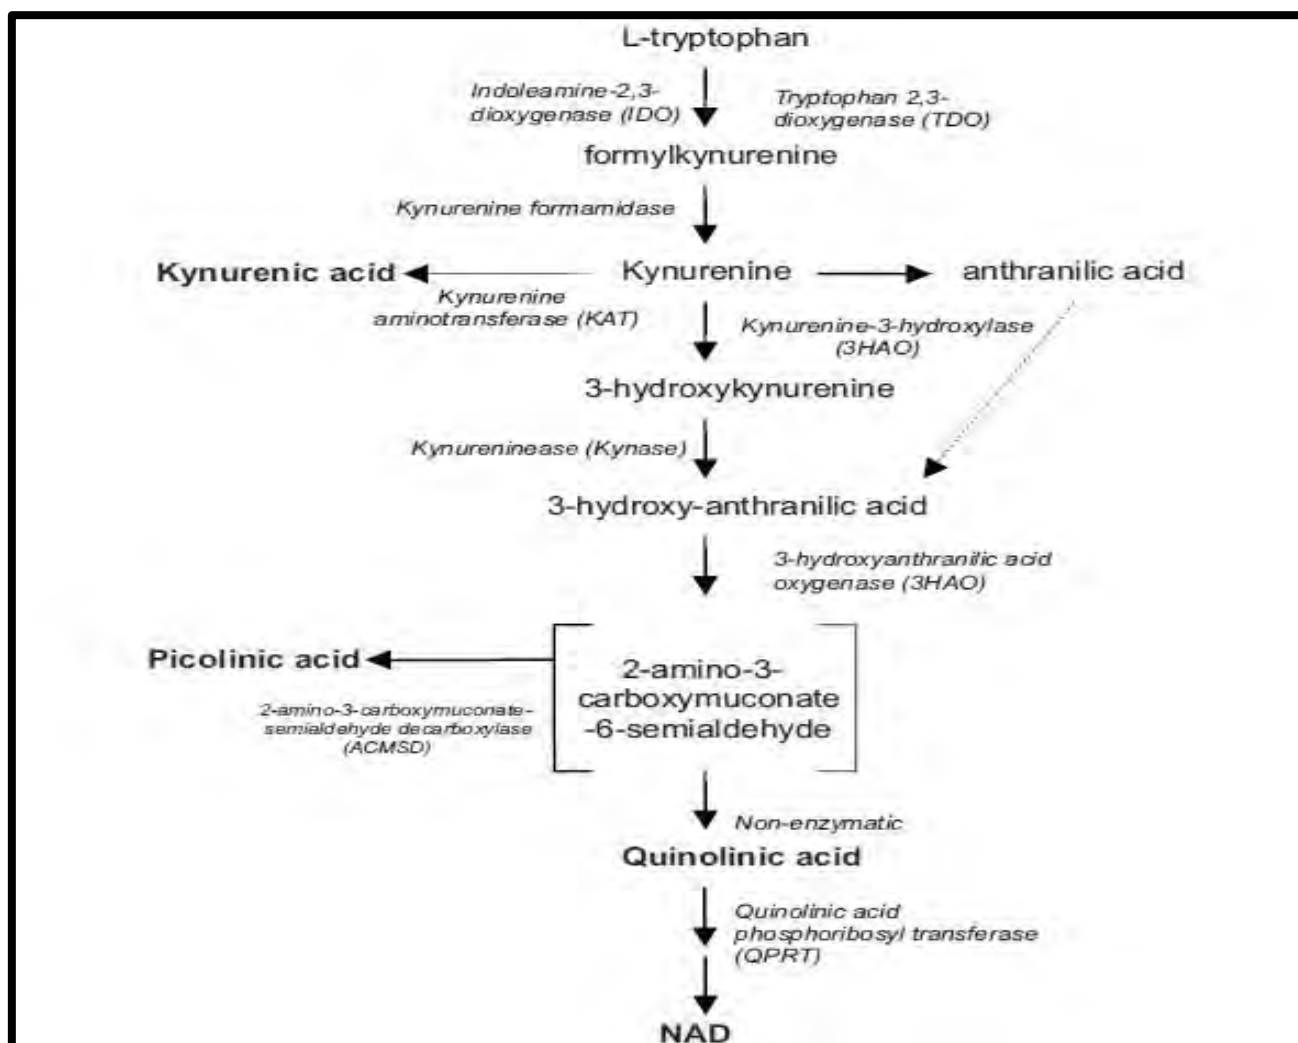 L-tryptophan
Indoleamine-2,3-
dioxygenase (IDO)
Tryptophan 2,3-
dioxygenase (TDO)
formylkynurenine
Kynurenine formamidase
Kynurenic acid
Kynurenine
anthranilic acid
Kynurenine
aminotransferase (KAT)
Kynurenine-3-hydroxylase
(3HAO)
3-hydroxykynurenine
Kynureninease (Kynase)
3-hydroxy-anthranilic acid
3-hydroxyanthranilic acid
oxygenase (3HAO)
Picolinic acid
2-amino-3-
carboxymuconate
-6-semialdehyde
2-amino-3-carboxymuconate-
semialdehyde decarboxylase
(ACMSD)
Non-enzymatic
Quinolinic acid
Quinolinic acid
phosphoribosyl transferase
(QPRT)
NAD